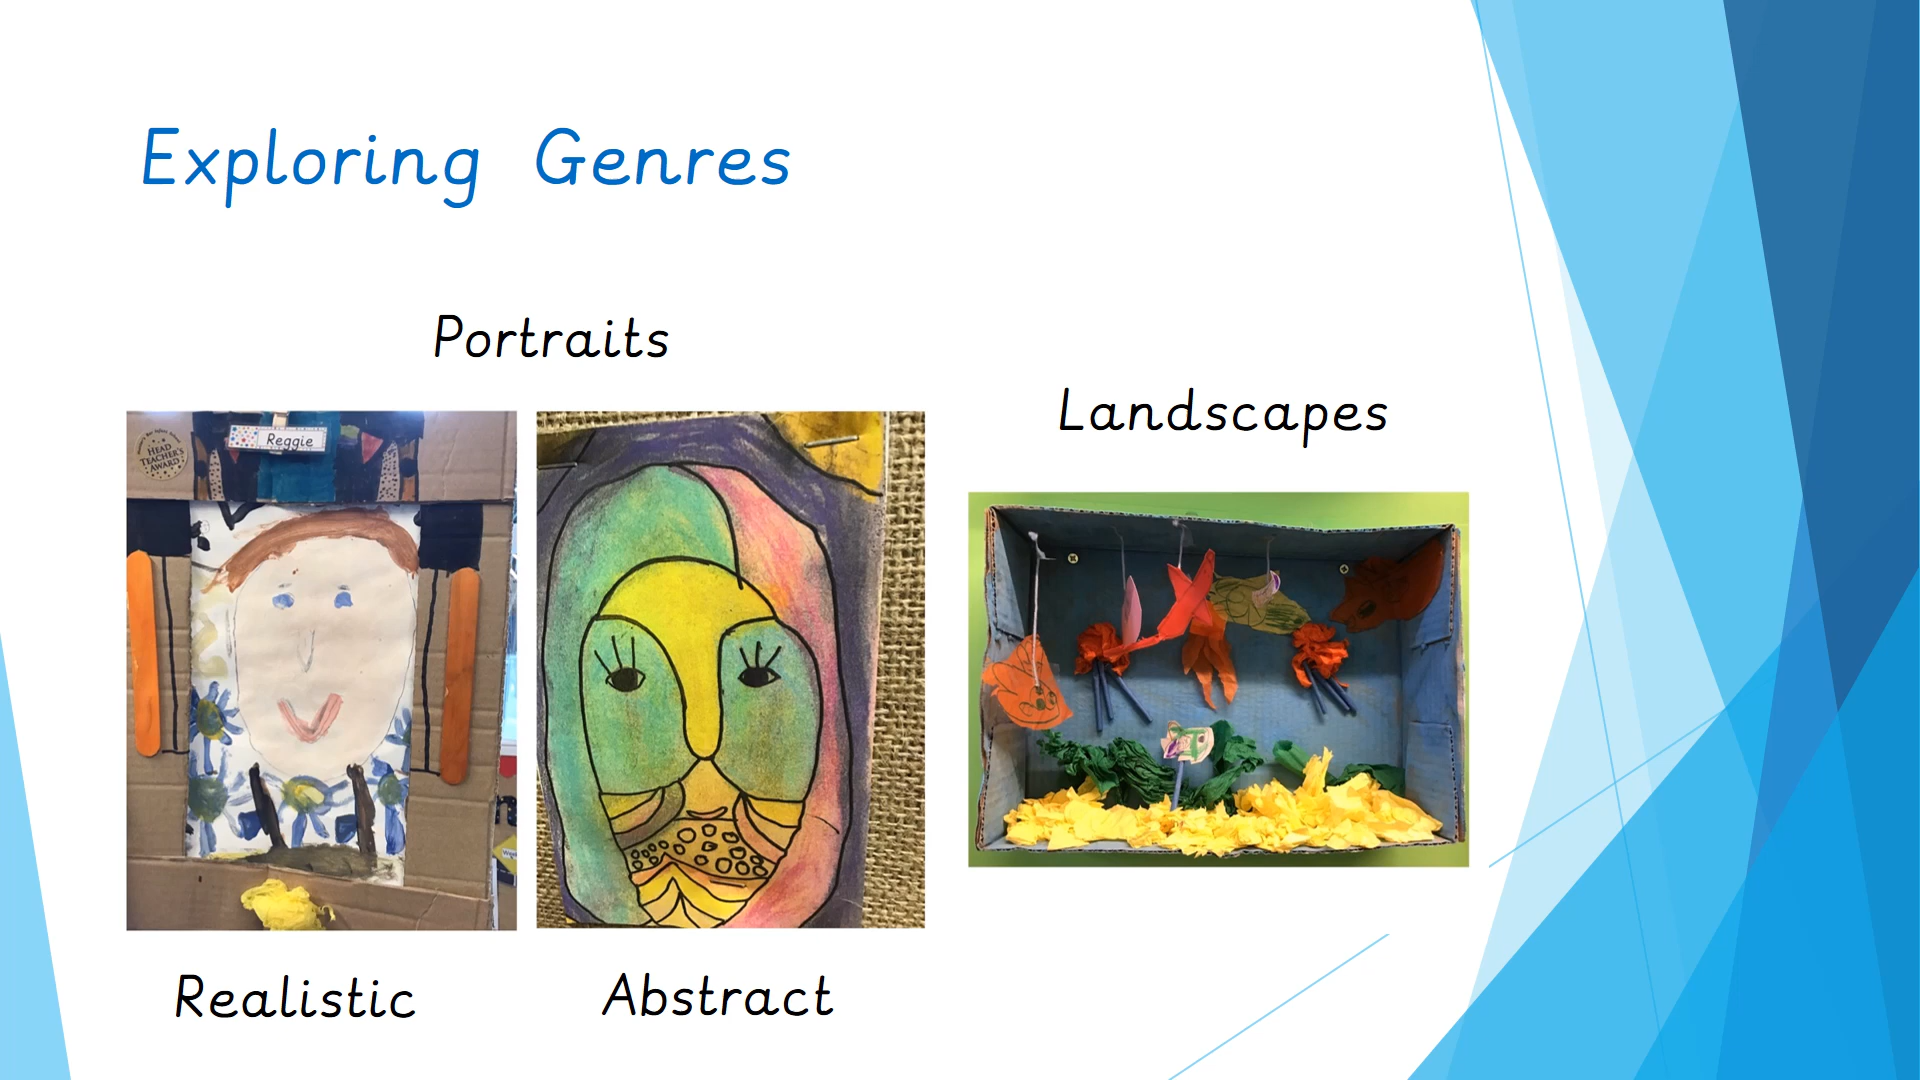 Exploring Genres
Portraits
Landscapes
Reggie
HEAD
TEACHER'S
AWARD
Realistic
Abstract